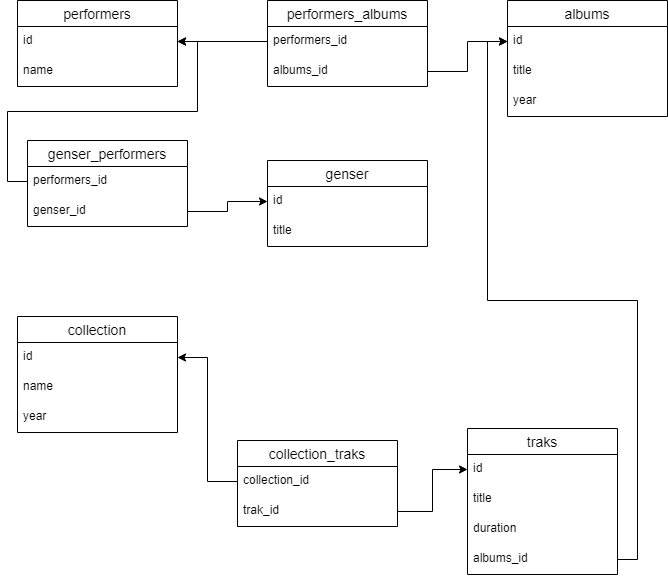 performers
id
name
performers_albums
performers_id
albums_id
albums
id
title
year
genser_performers
performers_id
genser_id
genser
id
title
collection
id
name
year
collection_traks
collection_id
trak_id
traks
id
title
duration
albums_id